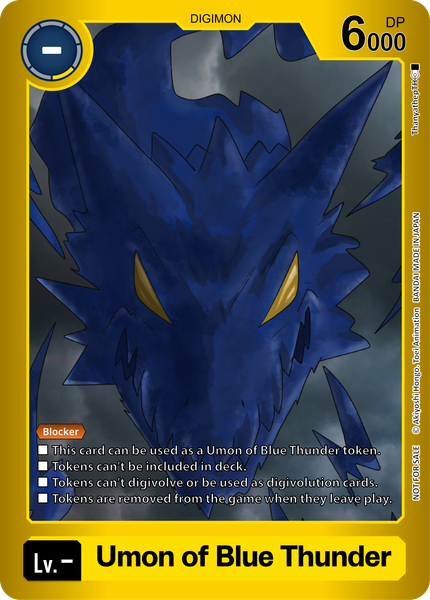 DIGIMON
–
DP
6000
ThanyathepTH◇■
© Akiyoshi Hongo, Toei Animation BANDAI MADE IN JAPAN
NOT FOR SALE
Blocker
■ This card can be used as a Umon of Blue Thunder token.
■ Tokens can't be included in deck.
■ Tokens can't digivolve or be used as digivolution cards.
■ Tokens are removed from the game when they leave play.
Lv.–
Umon of Blue Thunder